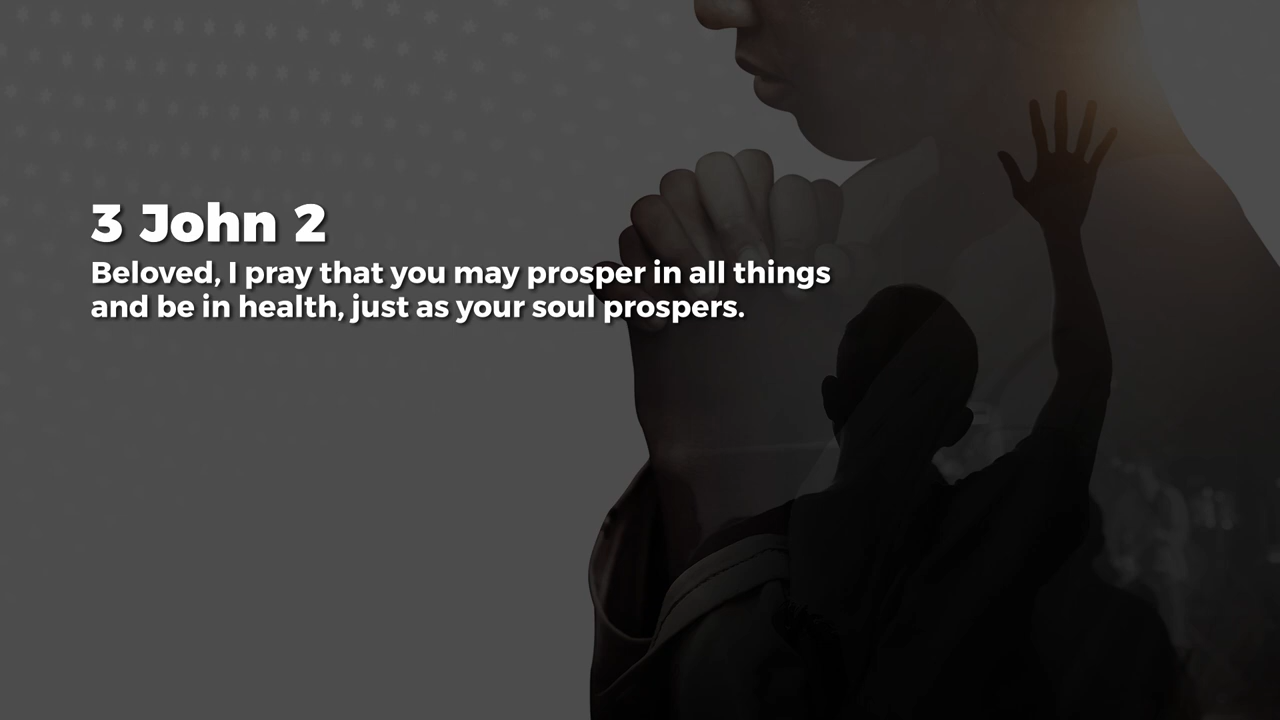 3 John 2
Beloved, I pray that you may prosper in all things
and be in health, just as your soul prospers.